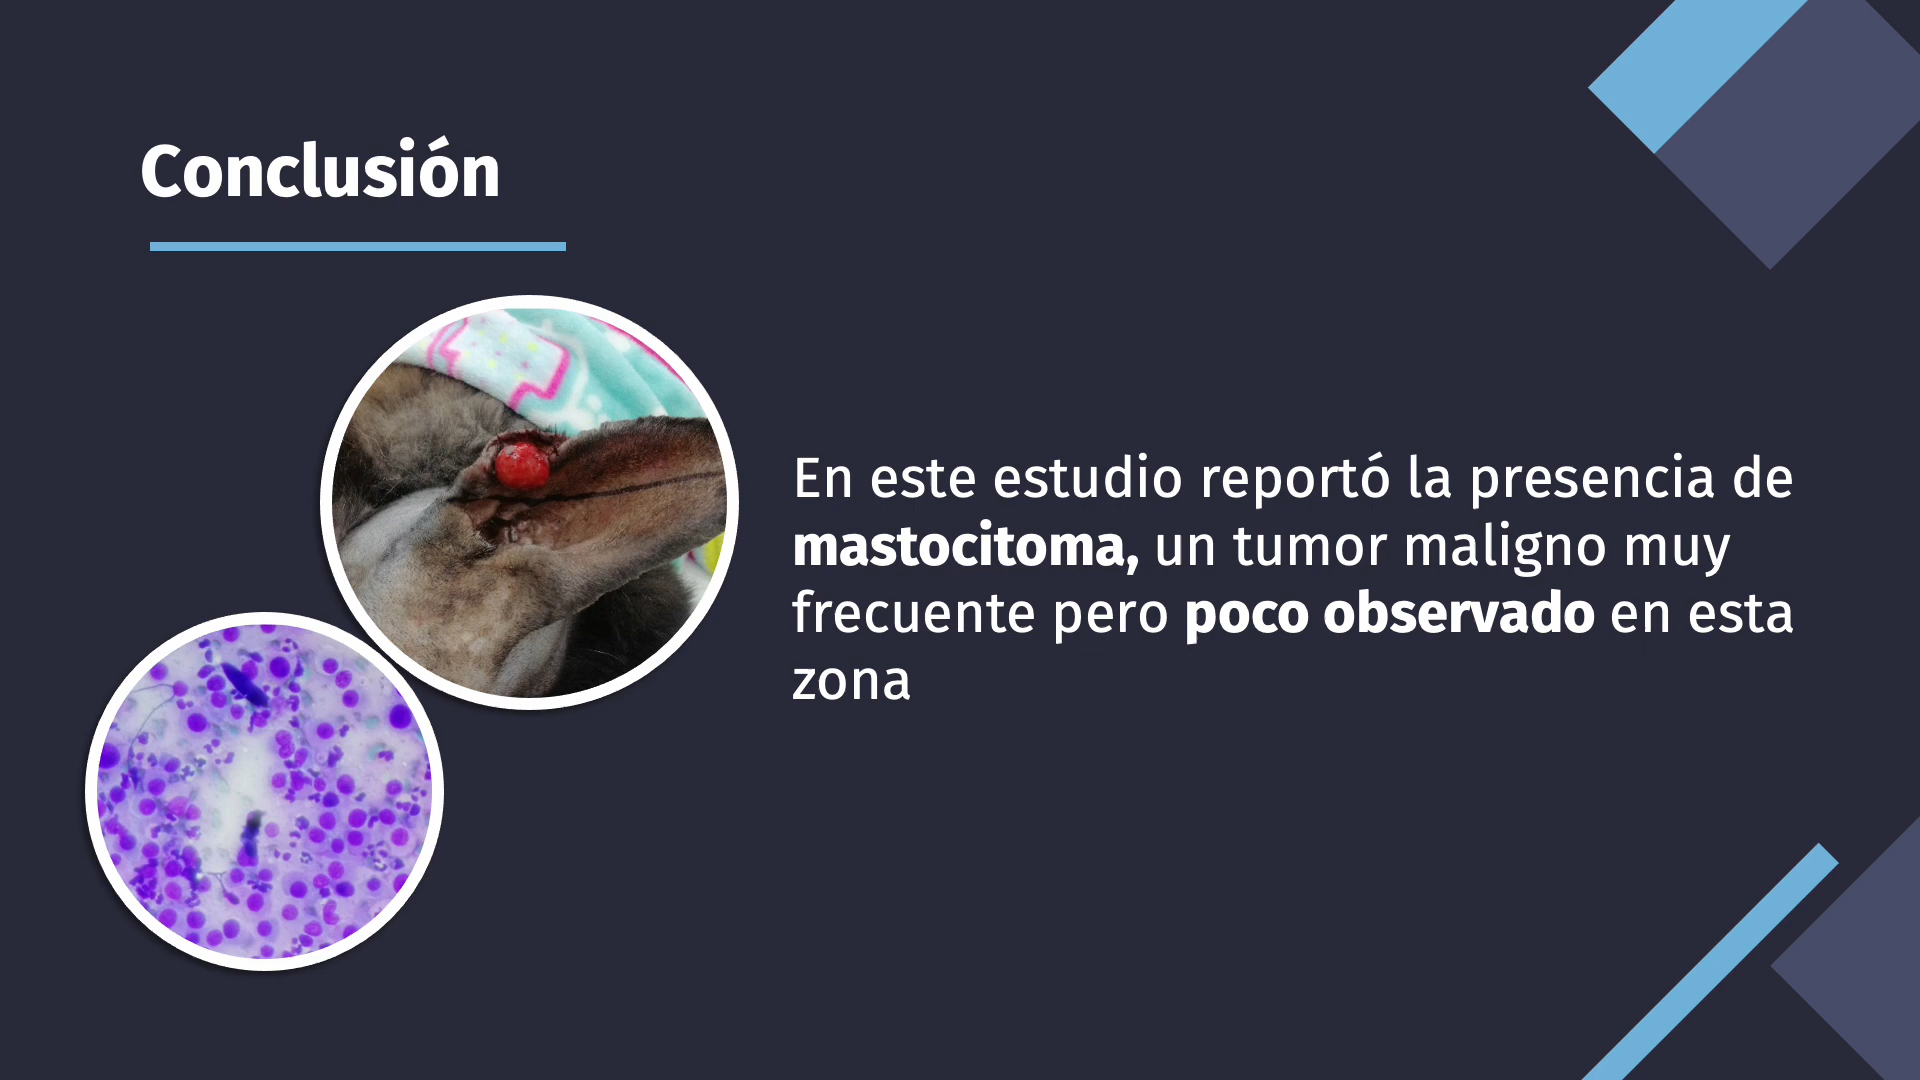 Conclusión
En este estudio reportó la presencia de
mastocitoma, un tumor maligno muy
frecuente pero poco observado en esta
zona